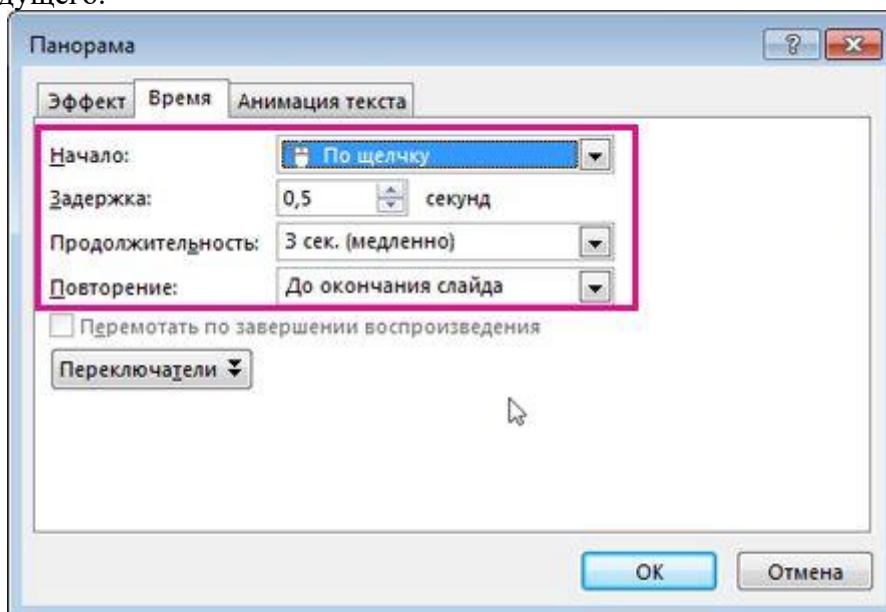 дущего.
Панорама
Эффект Время Анимация текста
Начало: По щелчку
Задержка: 0,5 секунд
Продолжительность: 3 сек. (медленно)
Повторение: До окончания слайда
Перемотать по завершении воспроизведения
Переключатели
ОК Отмена